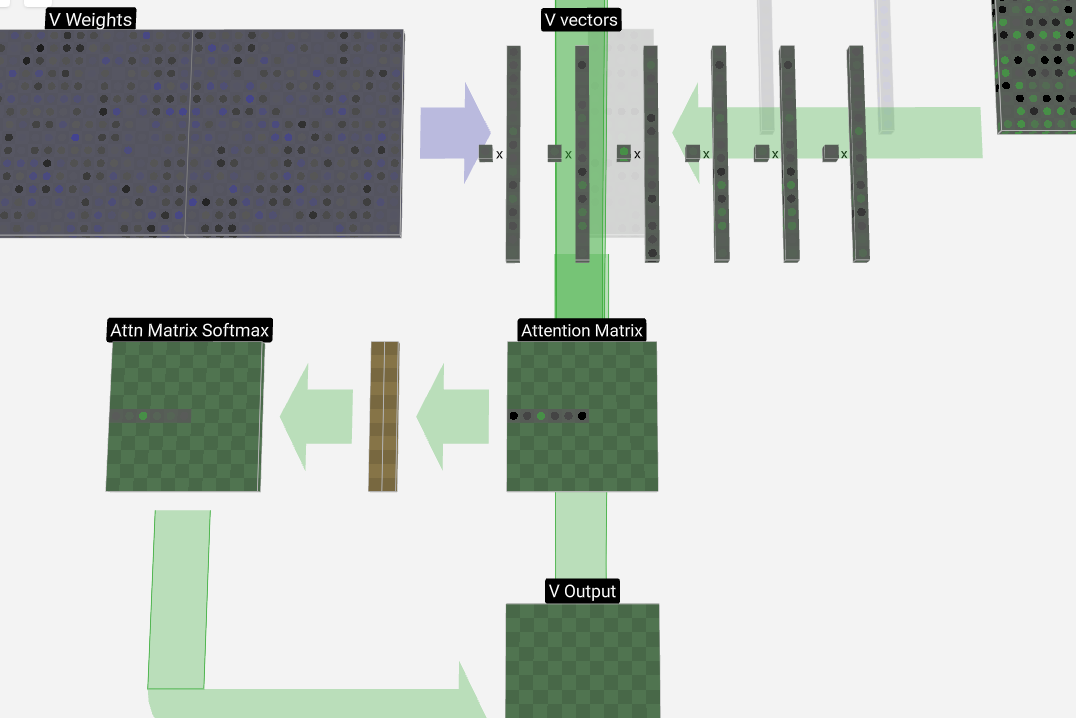 V Weights
V vectors
x x x x x x
Attn Matrix Softmax
Attention Matrix
V Output